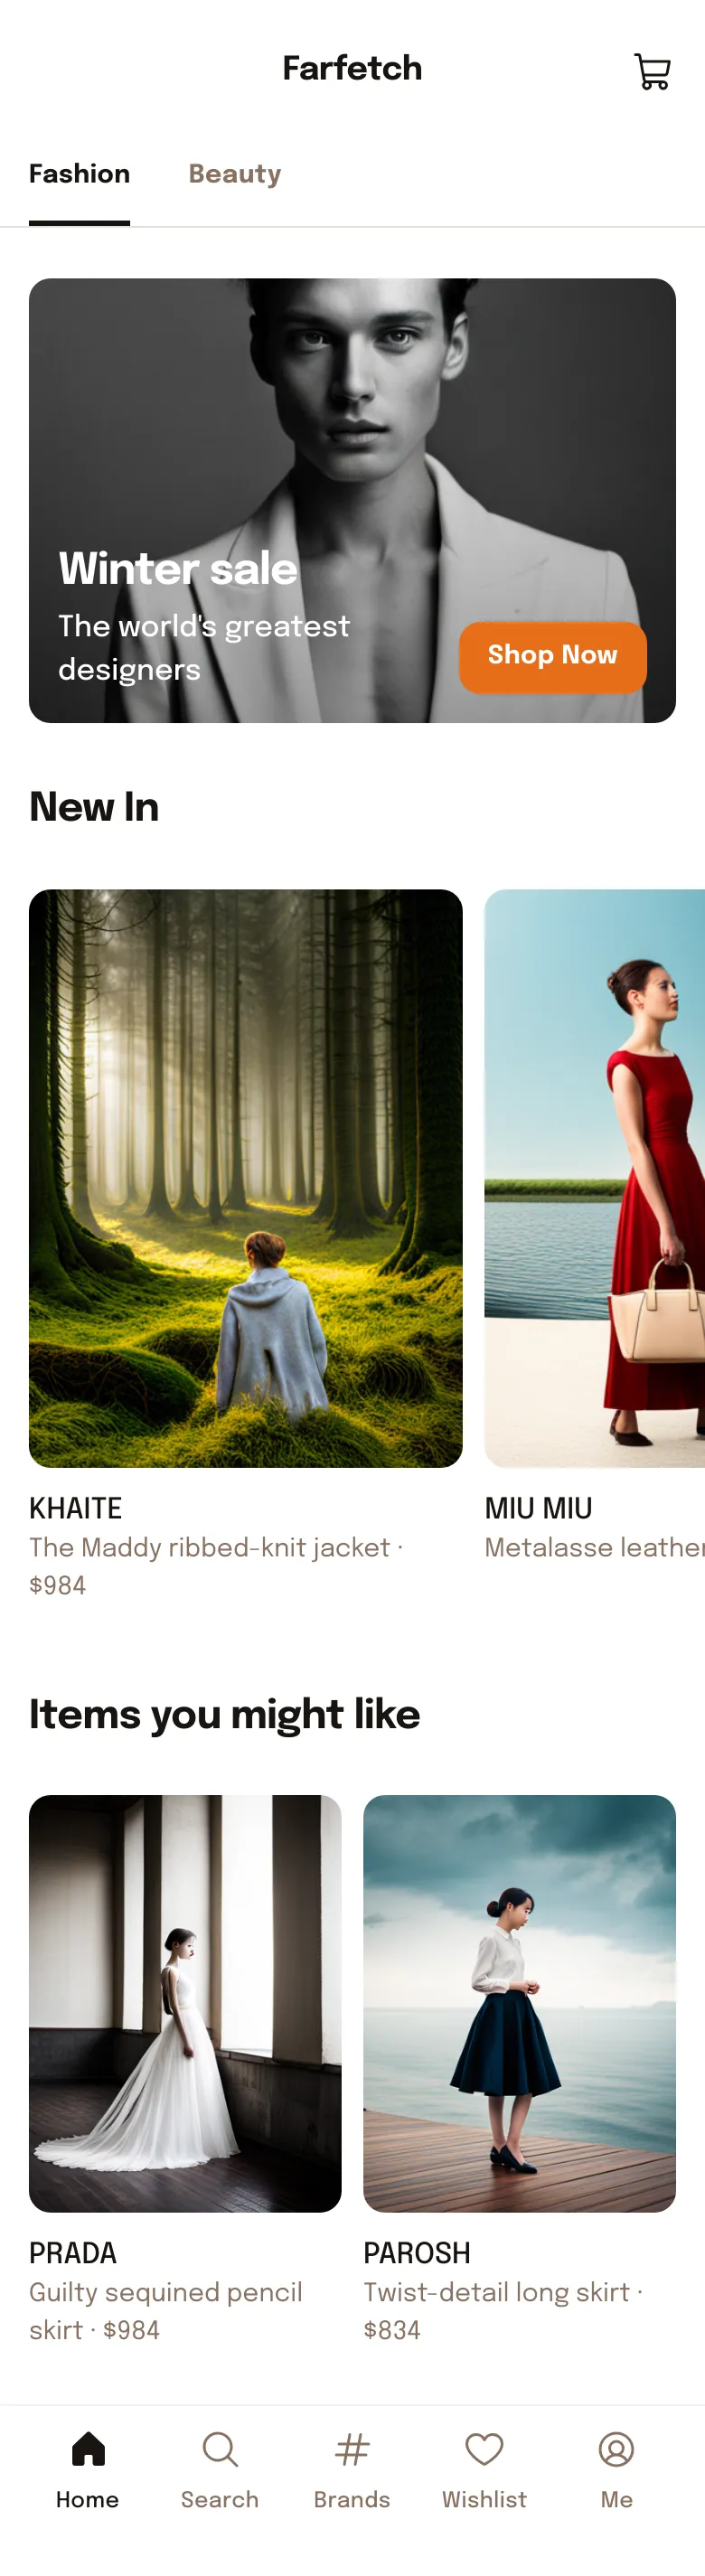 Farfetch
Fashion
Beauty
Winter sale
The world's greatest
designers
Shop Now
New In
KHAITE
The Maddy ribbed-knit jacket ·
$984
MIU MIU
Metalasse leather
Items you might like
PRADA
Guilty sequined pencil
skirt · $984
PAROSH
Twist-detail long skirt ·
$834
Home
Search
Brands
Wishlist
Me